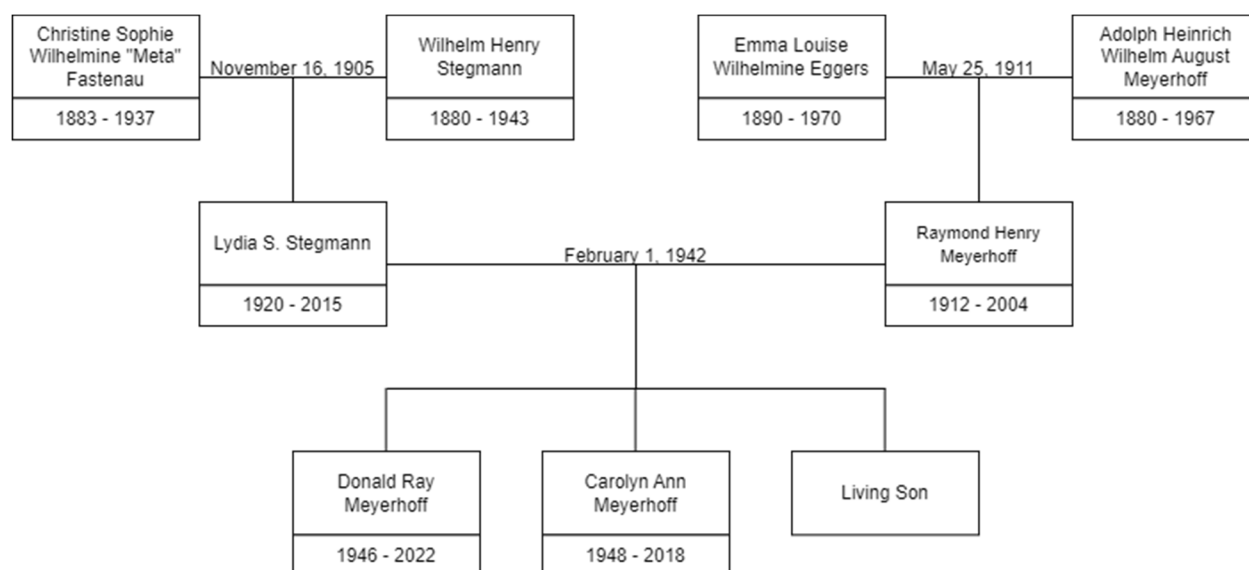 Christine Sophie
Wilhelmine "Meta"
Fastenau
1883 - 1937
November 16, 1905
Wilhelm Henry
Stegmann
1880 - 1943
Emma Louise
Wilhelmine Eggers
1890 - 1970
May 25, 1911
Adolph Heinrich
Wilhelm August
Meyerhoff
1880 - 1967
Lydia S. Stegmann
1920 - 2015
February 1, 1942
Raymond Henry
Meyerhoff
1912 - 2004
Donald Ray
Meyerhoff
1946 - 2022
Carolyn Ann
Meyerhoff
1948 - 2018
Living Son